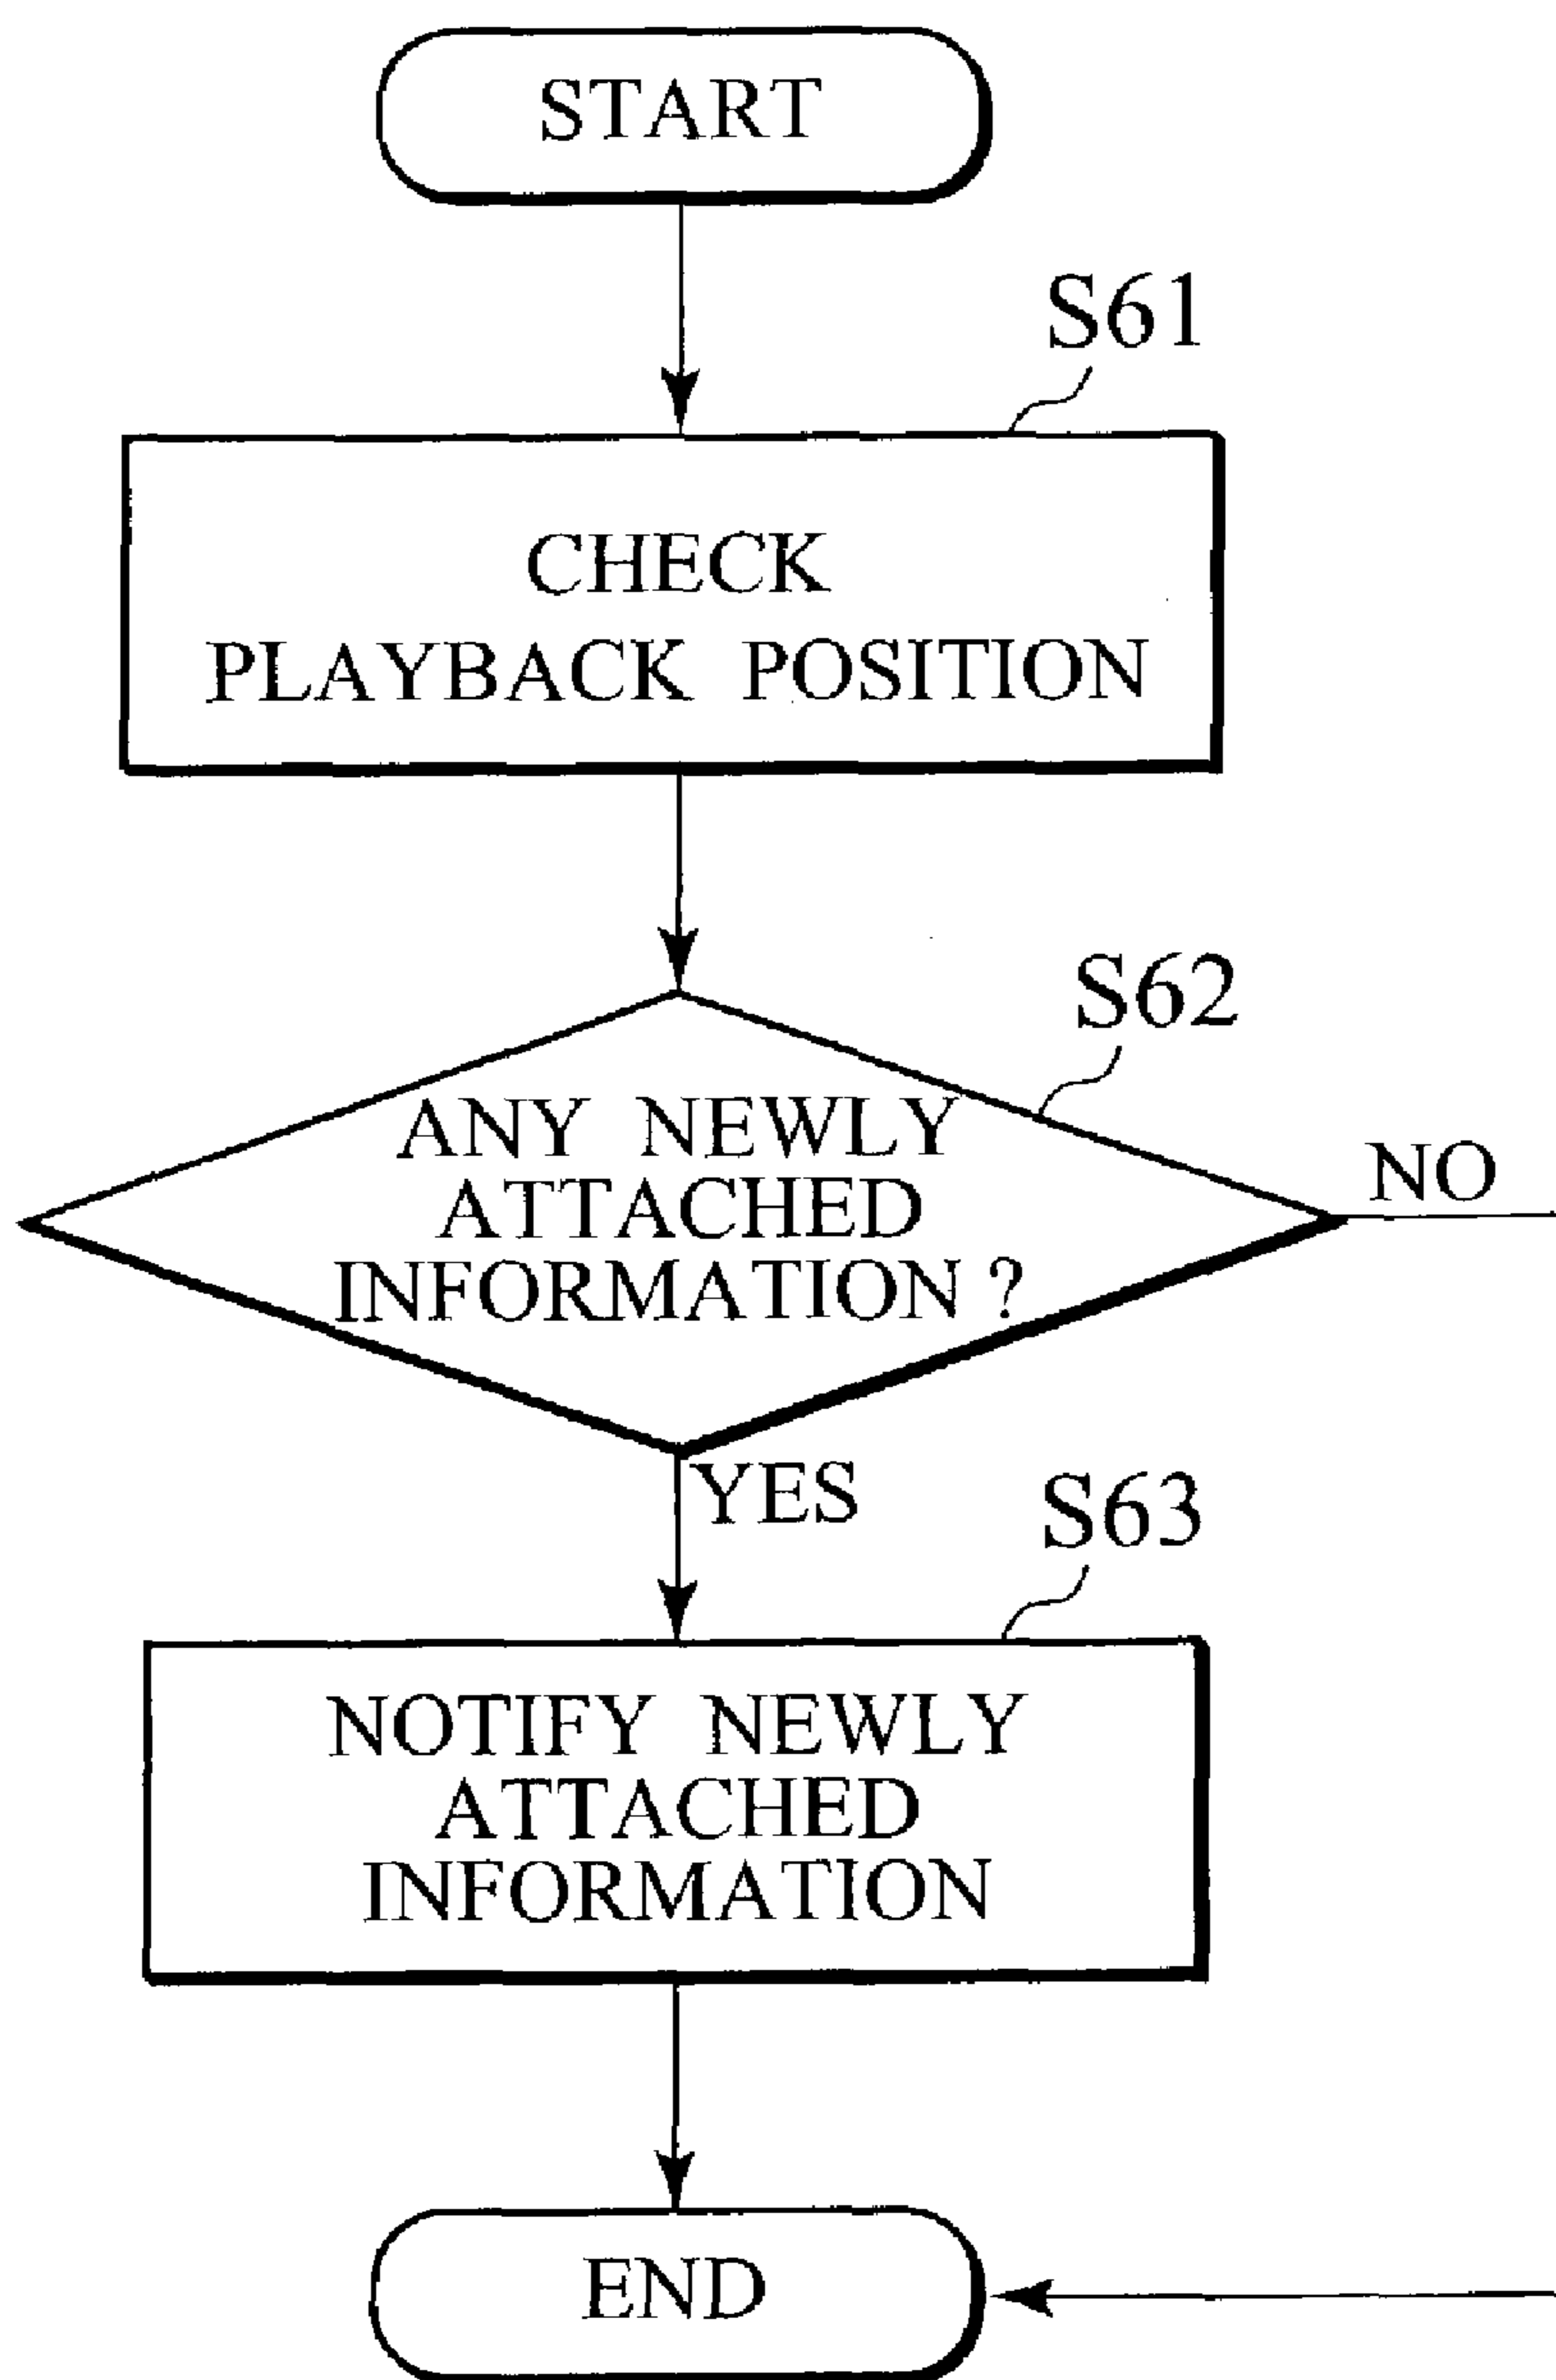 START
S61
CHECK
PLAYBACK POSITION
S62
ANY NEWLY
ATTACHED
INFORMATION ?
NO
YES
S63
NOTIFY NEWLY
ATTACHED
INFORMATION
END